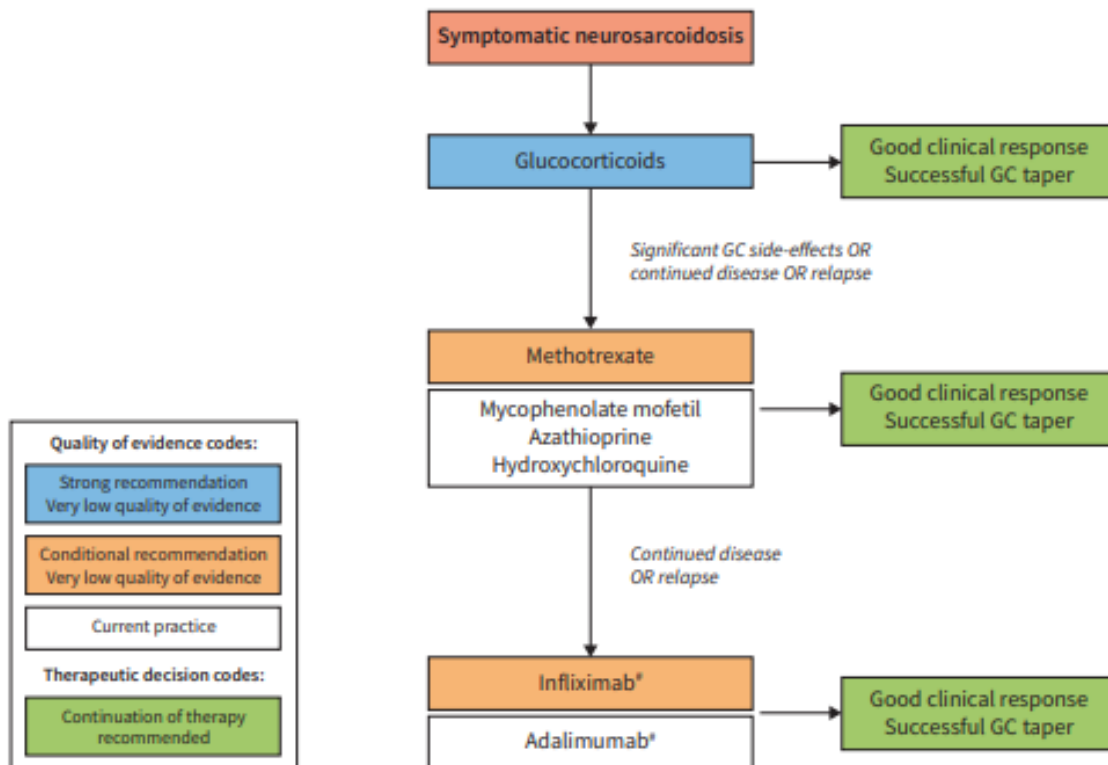 Symptomatic neurosarcoidosis
Glucocorticoids
Good clinical response
Successful GC taper
Significant GC side-effects OR
continued disease OR relapse
Methotrexate
Mycophenolate mofetil
Azathioprine
Hydroxychloroquine
Good clinical response
Successful GC taper
Continued disease
OR relapse
Infliximab#
Adalimumab#
Good clinical response
Successful GC taper
Quality of evidence codes:
Strong recommendation
Very low quality of evidence
Conditional recommendation
Very low quality of evidence
Current practice
Therapeutic decision codes:
Continuation of therapy
recommended